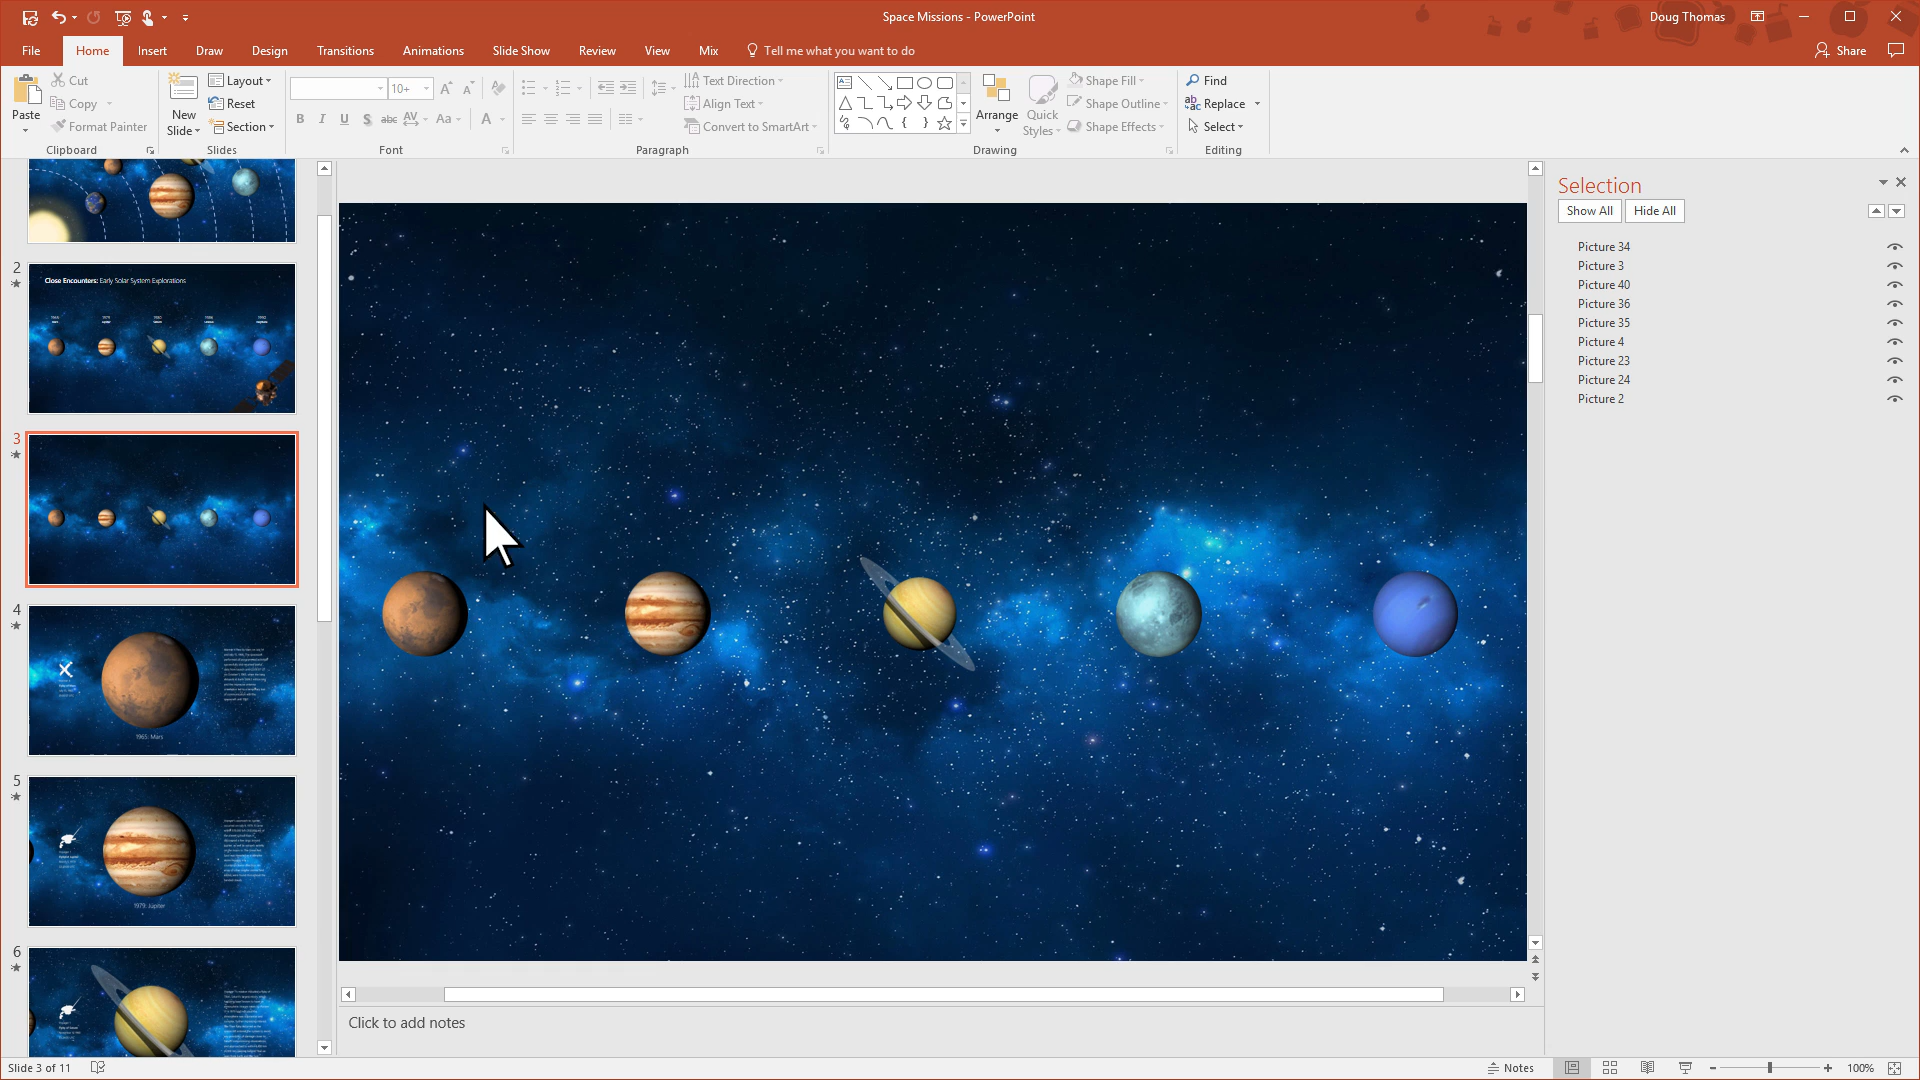 Space Missions - PowerPoint
Doug Thomas
File Home Insert Draw Design Transitions Animations Slide Show Review View Mix Tell me what you want to do
Share
Paste
Cut
Copy
Format Painter
Clipboard
New
Slide
Layout
Reset
Section
Slides
10+
B I U S abc AV Aa A
Font
Text Direction
Align Text
Convert to SmartArt
Paragraph
Arrange
Quick
Styles
Shape Fill
Shape Outline
Shape Effects
Drawing
Find
Replace
Select
Editing
2
Close Encounters: Early Solar System Explorations
3
4
1965: Mars
5
1979: Jupiter
6
Selection
Show All
Hide All
Picture 34
Picture 3
Picture 40
Picture 36
Picture 35
Picture 4
Picture 23
Picture 24
Picture 2
Click to add notes
Slide 3 of 11
Notes
100%